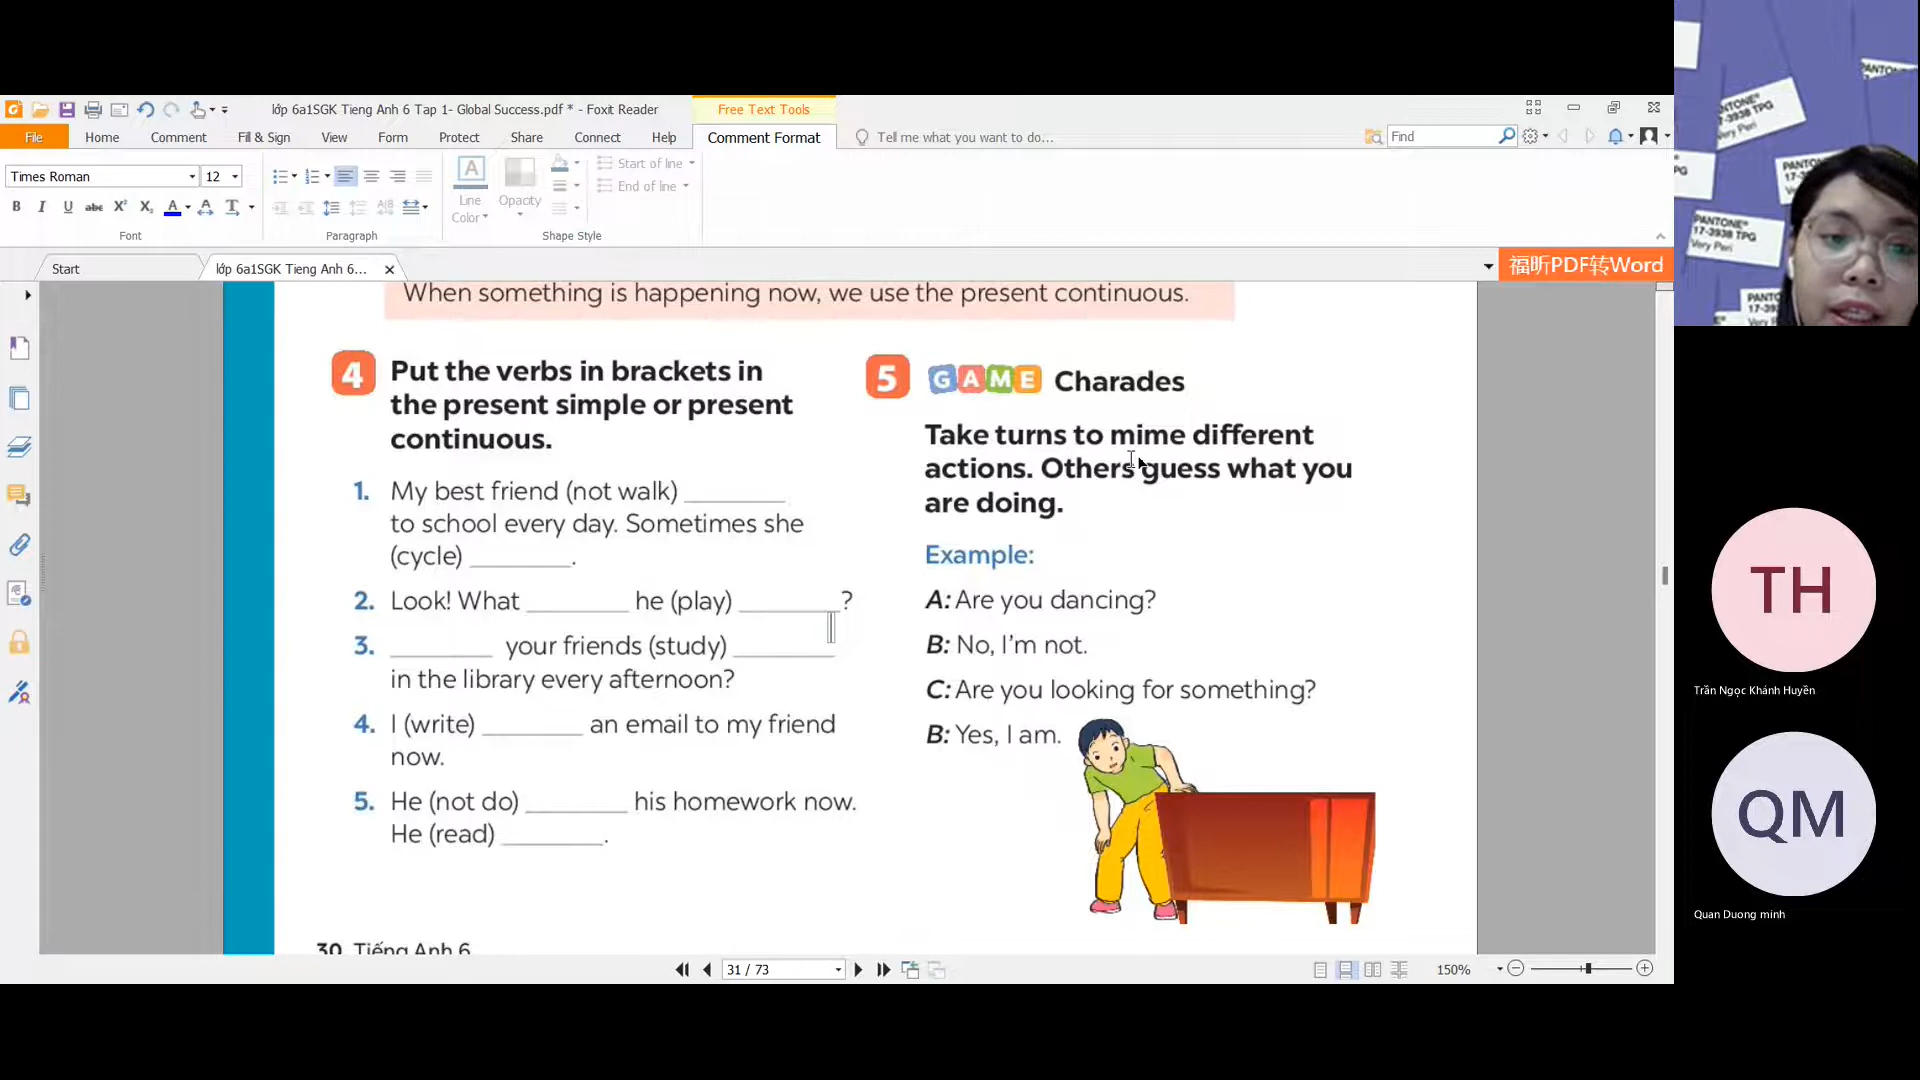 lớp 6a1SGK Tieng Anh 6 Tap 1- Global Success.pdf * - Foxit Reader
Free Text Tools
File Home Comment Fill & Sign View Form Protect Share Connect Help Comment Format Tell me what you want to do... Find
Times Roman 12
Start of line
End of line
Line
Color
Opacity
Font Paragraph Shape Style
Start lớp 6a1SGK Tieng Anh 6... 福昕PDF转Word
When something is happening now, we use the present continuous.
4 Put the verbs in brackets in
the present simple or present
continuous.
1. My best friend (not walk) ________
to school every day. Sometimes she
(cycle) ________.
2. Look! What ________ he (play) ________?
3. ________ your friends (study) ________
in the library every afternoon?
4. I (write) ________ an email to my friend
now.
5. He (not do) ________ his homework now.
He (read) ________.
5 GAME Charades
Take turns to mime different
actions. Others guess what you
are doing.
Example:
A: Are you dancing?
B: No, I'm not.
C: Are you looking for something?
B: Yes, I am.
30 Tiếng Anh 6
31 / 73
150%
PANTONE®
17-3938 TPG
Very Peri
TH
Trần Ngọc Khánh Huyền
QM
Quan Duong minh